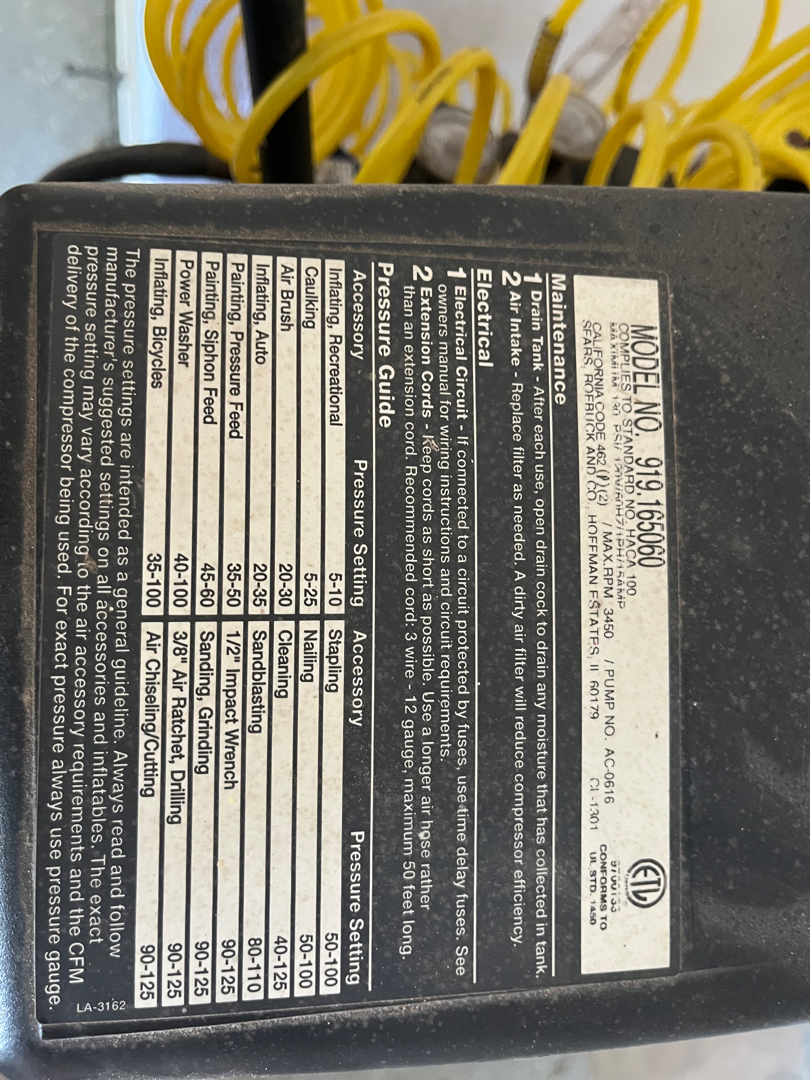 MODEL NO. 919.165060
COMPLIES TO STANDARD NO. HACA 100
MAXIMUM 130 PSI/ 120V/60HZ/1PH/15AMP
CALIFORNIA CODE 462 (l)(2) / MAX.RPM 3450 / PUMP NO. AC-0616
SEARS, ROEBUCK AND CO., HOFFMAN ESTATES, IL 60179 CI-1301
ETL
9700133
CONFORMS TO
UL STD. 1450
Maintenance
1 Drain Tank - After each use, open drain cock to drain any moisture that has collected in tank.
2 Air Intake - Replace filter as needed. A dirty air filter will reduce compressor efficiency.
Electrical
1 Electrical Circuit - If connected to a circuit protected by fuses, use time delay fuses. See
owners manual for wiring instructions and circuit requirements.
2 Extension Cords - Keep cords as short as possible. Use a longer air hose rather
than an extension cord. Recommended cord: 3 wire - 12 gauge, maximum 50 feet long.
Pressure Guide
Accessory Pressure Setting Accessory Pressure Setting
Inflating, Recreational 5-10 Stapling 50-100
Caulking 5-25 Nailing 50-100
Air Brush 20-30 Cleaning 40-125
Inflating, Auto 20-35 Sandblasting 80-110
Painting, Pressure Feed 35-50 1/2" Impact Wrench 90-125
Painting, Siphon Feed 45-60 Sanding, Grinding 90-125
Power Washer 40-100 3/8" Air Ratchet, Drilling 90-125
Inflating, Bicycles 35-100 Air Chiseling/Cutting 90-125
The pressure settings are intended as a general guideline. Always read and follow
manufacturer's suggested settings on all accessories and inflatables. The exact
pressure setting may vary according to the air accessory requirements and the CFM
delivery of the compressor being used. For exact pressure always use pressure gauge.
LA-3162